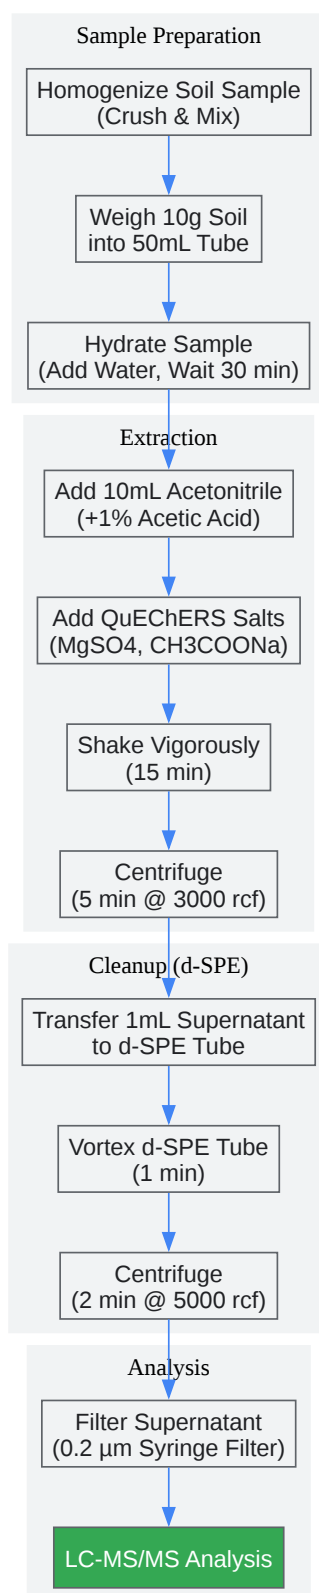 Sample Preparation
Homogenize Soil Sample
(Crush & Mix)
Weigh 10g Soil
into 50mL Tube
Hydrate Sample
(Add Water, Wait 30 min)
Extraction
Add 10mL Acetonitrile
(+1% Acetic Acid)
Add QuEChERS Salts
(MgSO4, CH3COONa)
Shake Vigorously
(15 min)
Centrifuge
(5 min @ 3000 rcf)
Cleanup (d-SPE)
Transfer 1mL Supernatant
to d-SPE Tube
Vortex d-SPE Tube
(1 min)
Centrifuge
(2 min @ 5000 rcf)
Analysis
Filter Supernatant
(0.2 µm Syringe Filter)
LC-MS/MS Analysis